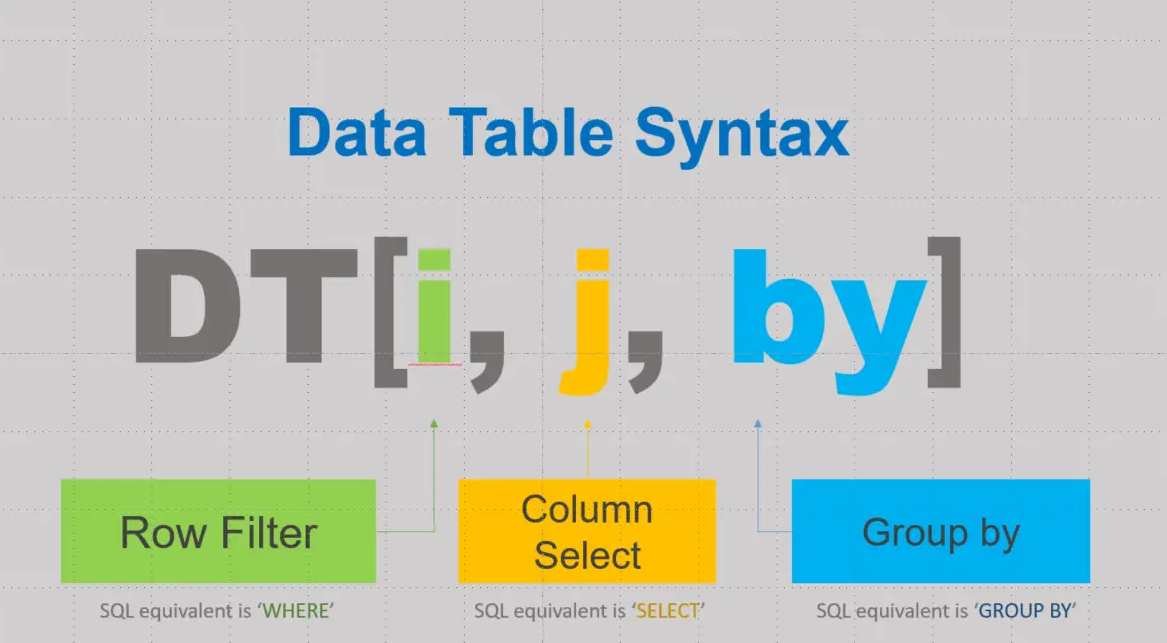 Data Table Syntax
DT[i, j, by]
Row Filter
Column
Select
Group by
SQL equivalent is ‘WHERE’
SQL equivalent is ‘SELECT’
SQL equivalent is ‘GROUP BY’